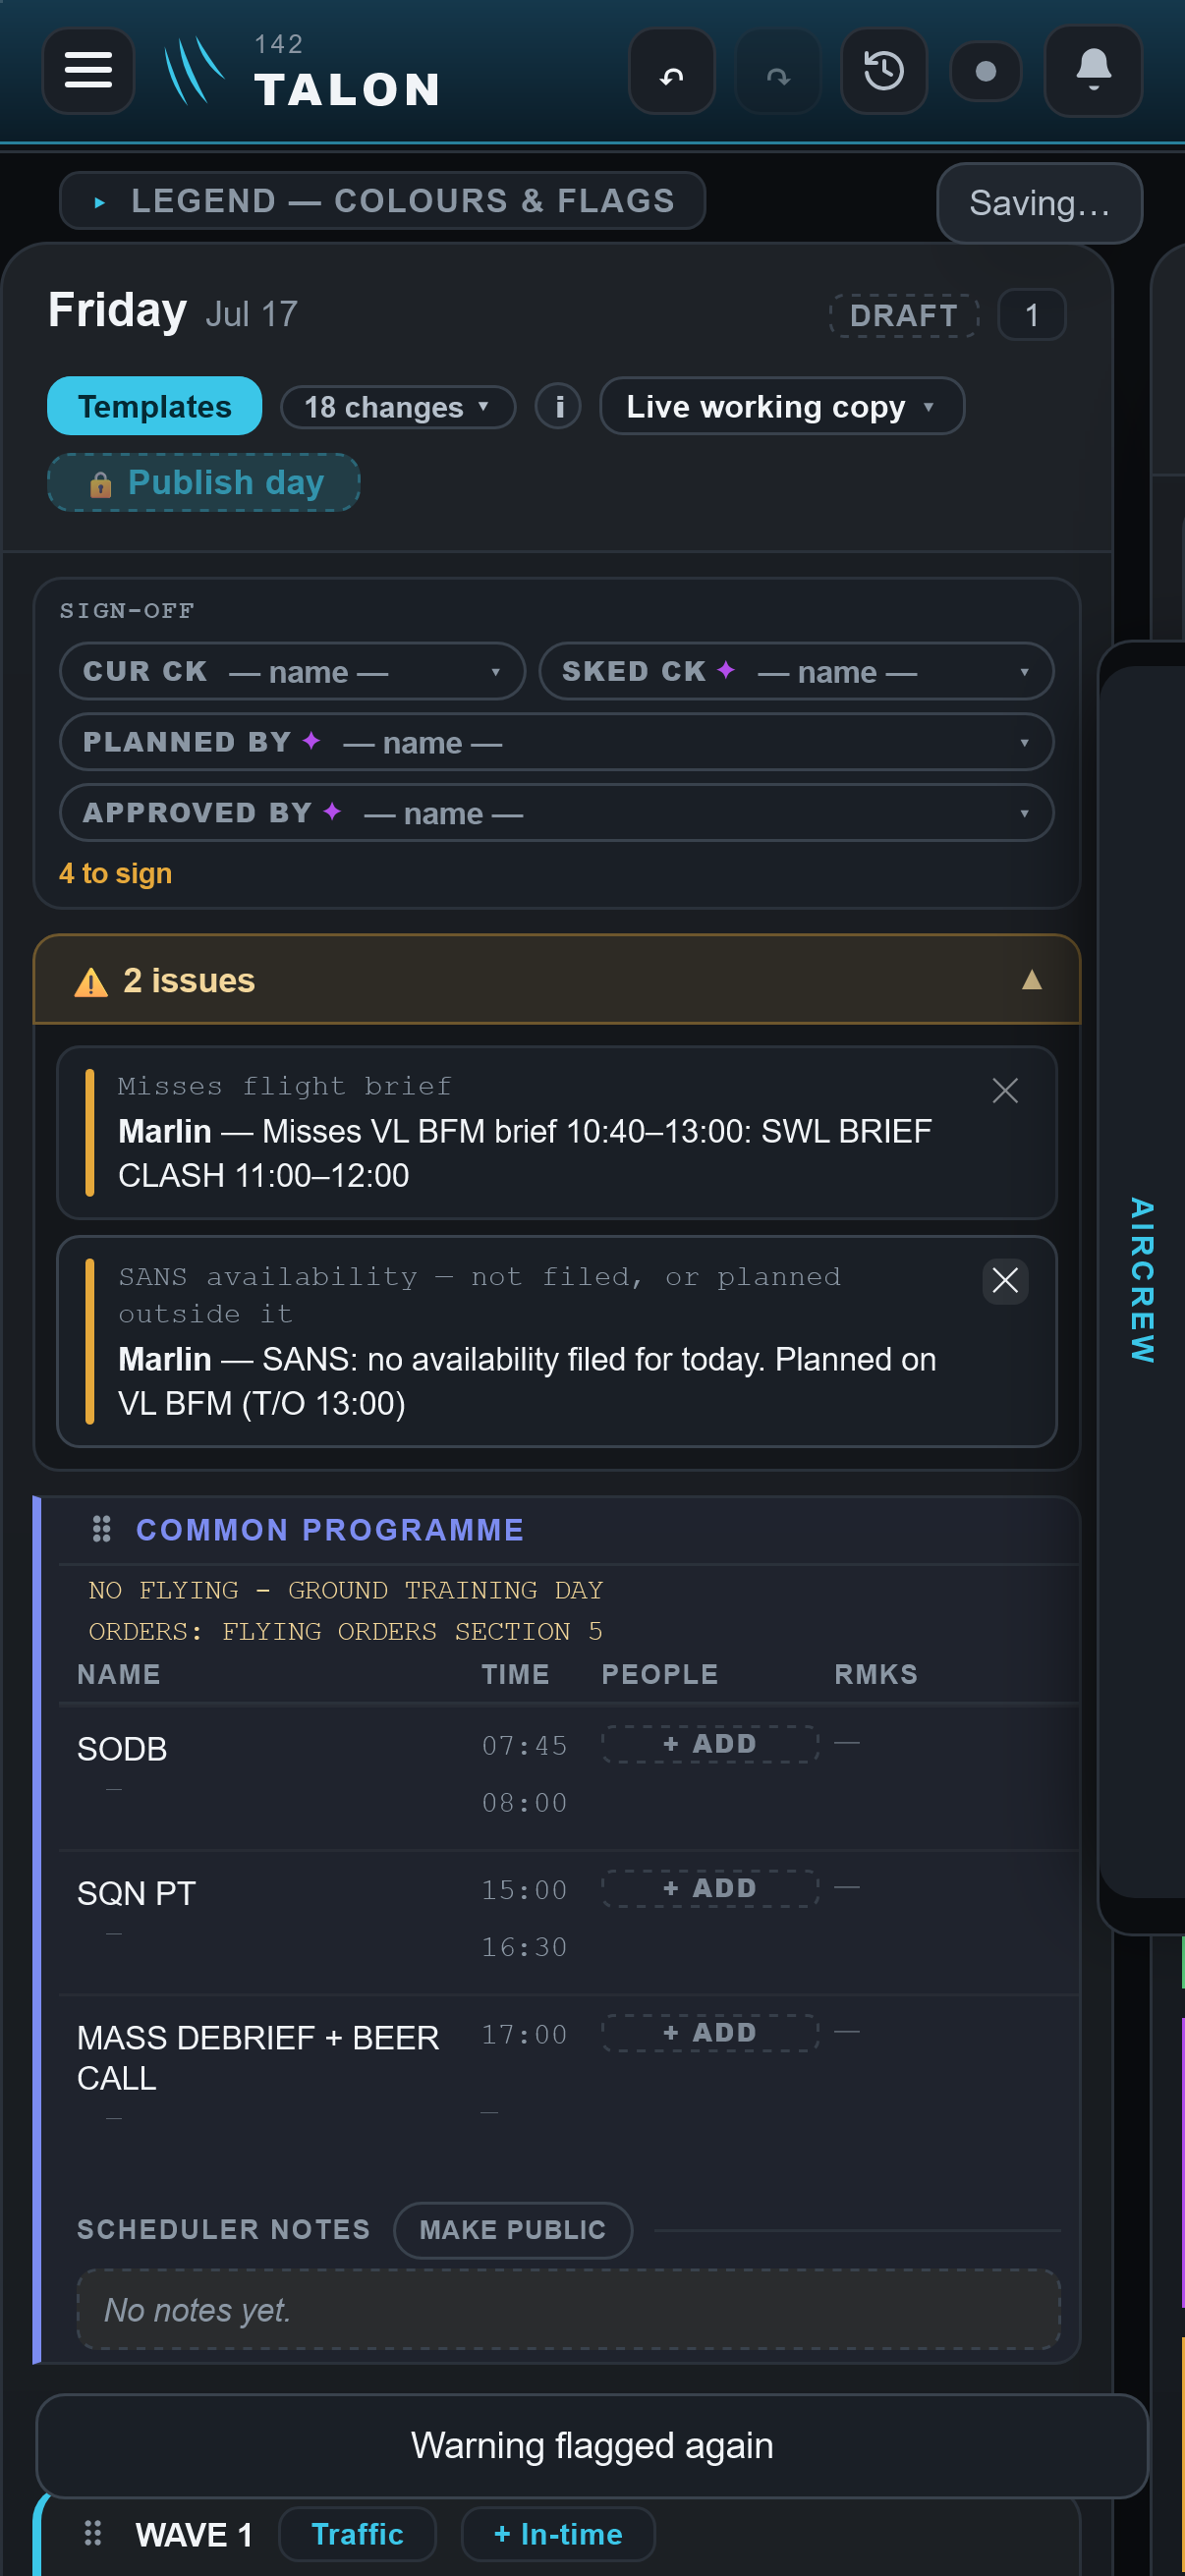 142
TALON
LEGEND — COLOURS & FLAGS
Saving…
Friday Jul 17
DRAFT 1
Templates 18 changes i Live working copy
Publish day
SIGN-OFF
CUR CK — name — SKED CK — name —
PLANNED BY — name —
APPROVED BY — name —
4 to sign
2 issues
Misses flight brief
Marlin — Misses VL BFM brief 10:40–13:00: SWL BRIEF
CLASH 11:00–12:00
SANS availability — not filed, or planned
outside it
Marlin — SANS: no availability filed for today. Planned on
VL BFM (T/O 13:00)
AIRCREW
COMMON PROGRAMME
NO FLYING - GROUND TRAINING DAY
ORDERS: FLYING ORDERS SECTION 5
NAME TIME PEOPLE RMKS
SODB 07:45 + ADD —
— 08:00
SQN PT 15:00 + ADD —
— 16:30
MASS DEBRIEF + BEER 17:00 + ADD —
CALL
— —
SCHEDULER NOTES MAKE PUBLIC
No notes yet.
Warning flagged again
WAVE 1 Traffic + In-time